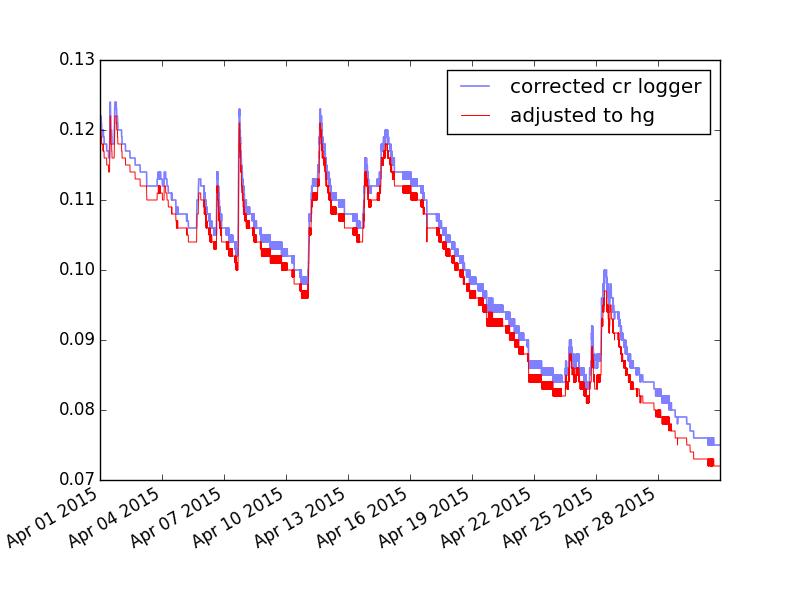 0.13
0.12
0.11
0.10
0.09
0.08
0.07
corrected cr logger
adjusted to hg
Apr 01 2015
Apr 04 2015
Apr 07 2015
Apr 10 2015
Apr 13 2015
Apr 16 2015
Apr 19 2015
Apr 22 2015
Apr 25 2015
Apr 28 2015